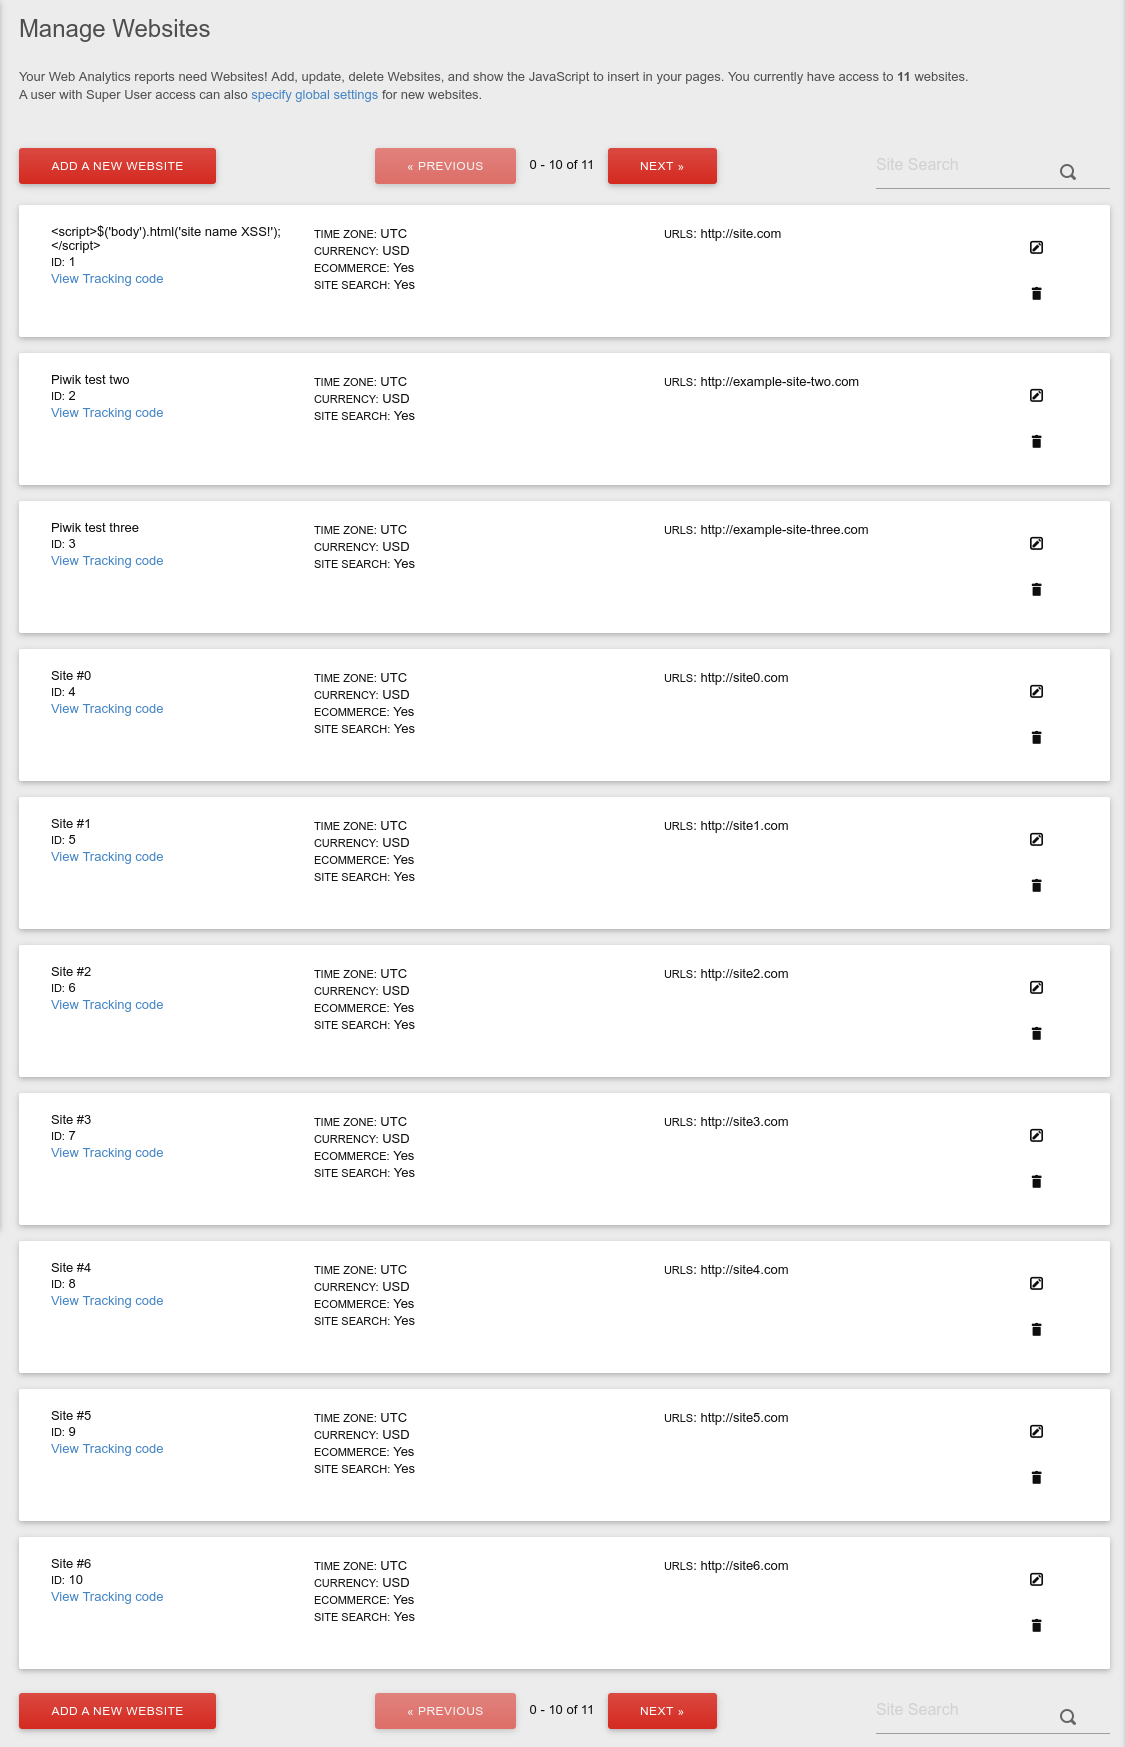 Manage Websites
Your Web Analytics reports need Websites! Add, update, delete Websites, and show the JavaScript to insert in your pages. You currently have access to 11 websites.
A user with Super User access can also specify global settings for new websites.
ADD A NEW WEBSITE
« PREVIOUS
0 - 10 of 11
NEXT »
Site Search
<script>$('body').html('site name XSS!');
</script>
ID: 1
View Tracking code
TIME ZONE: UTC
CURRENCY: USD
ECOMMERCE: Yes
SITE SEARCH: Yes
URLS: http://site.com
Piwik test two
ID: 2
View Tracking code
TIME ZONE: UTC
CURRENCY: USD
SITE SEARCH: Yes
URLS: http://example-site-two.com
Piwik test three
ID: 3
View Tracking code
TIME ZONE: UTC
CURRENCY: USD
SITE SEARCH: Yes
URLS: http://example-site-three.com
Site #0
ID: 4
View Tracking code
TIME ZONE: UTC
CURRENCY: USD
ECOMMERCE: Yes
SITE SEARCH: Yes
URLS: http://site0.com
Site #1
ID: 5
View Tracking code
TIME ZONE: UTC
CURRENCY: USD
ECOMMERCE: Yes
SITE SEARCH: Yes
URLS: http://site1.com
Site #2
ID: 6
View Tracking code
TIME ZONE: UTC
CURRENCY: USD
ECOMMERCE: Yes
SITE SEARCH: Yes
URLS: http://site2.com
Site #3
ID: 7
View Tracking code
TIME ZONE: UTC
CURRENCY: USD
ECOMMERCE: Yes
SITE SEARCH: Yes
URLS: http://site3.com
Site #4
ID: 8
View Tracking code
TIME ZONE: UTC
CURRENCY: USD
ECOMMERCE: Yes
SITE SEARCH: Yes
URLS: http://site4.com
Site #5
ID: 9
View Tracking code
TIME ZONE: UTC
CURRENCY: USD
ECOMMERCE: Yes
SITE SEARCH: Yes
URLS: http://site5.com
Site #6
ID: 10
View Tracking code
TIME ZONE: UTC
CURRENCY: USD
ECOMMERCE: Yes
SITE SEARCH: Yes
URLS: http://site6.com
ADD A NEW WEBSITE
« PREVIOUS
0 - 10 of 11
NEXT »
Site Search